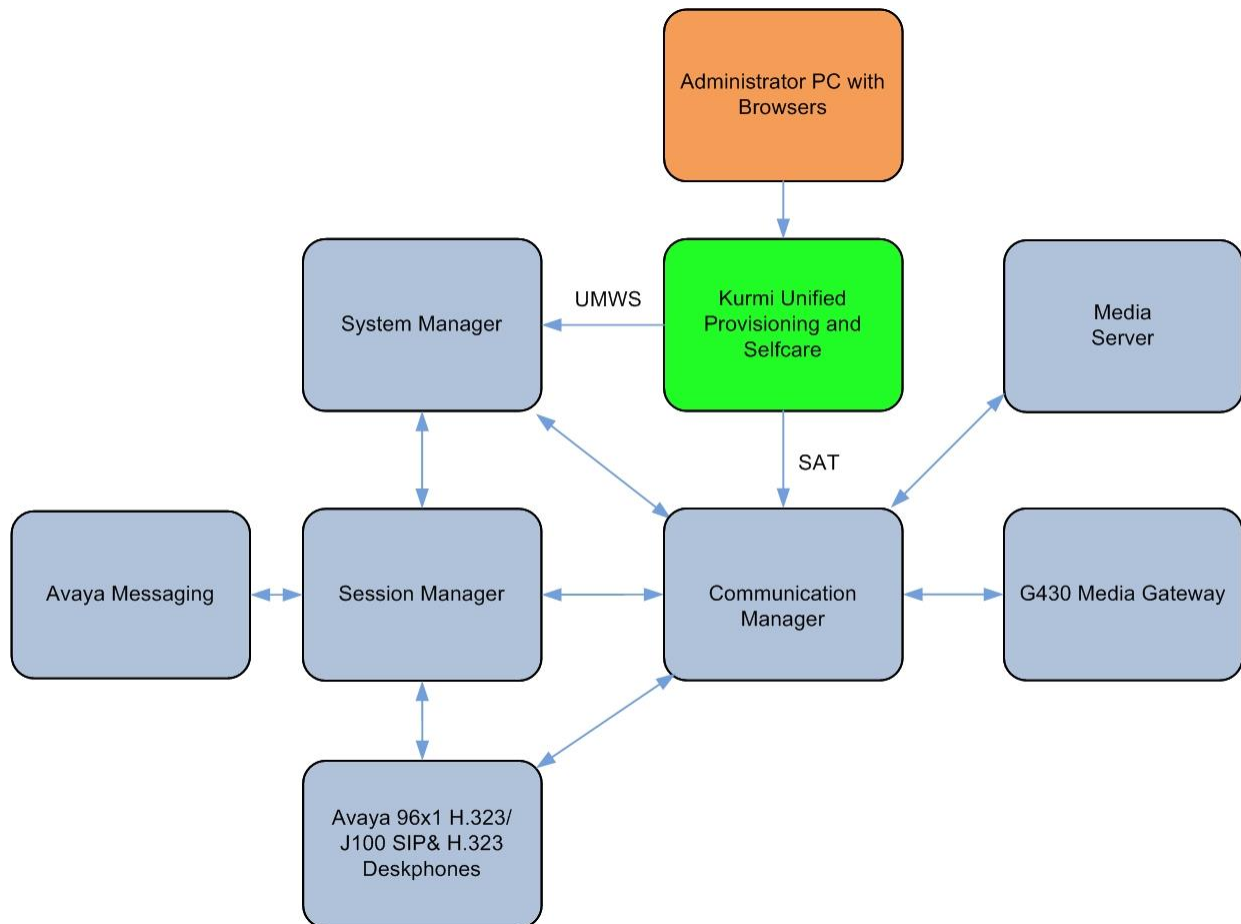 Administrator PC with
Browsers
UMWS
System Manager
Kurmi Unified
Provisioning and
Selfcare
Media
Server
SAT
Avaya Messaging
Session Manager
Communication
Manager
G430 Media Gateway
Avaya 96x1 H.323/
J100 SIP& H.323
Deskphones